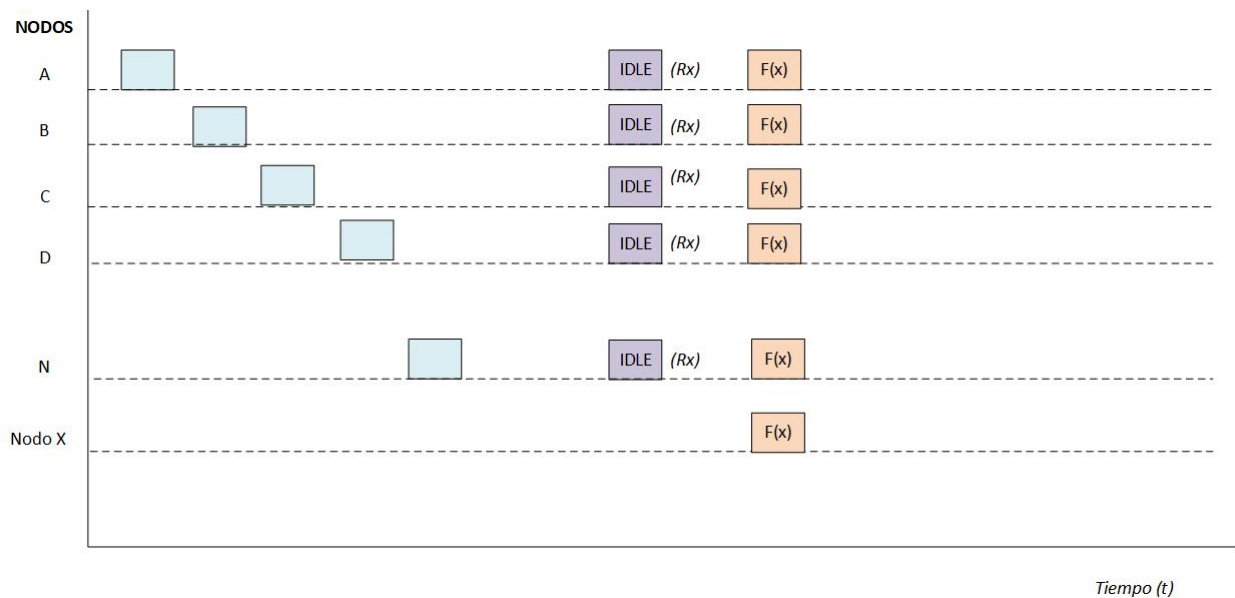 NODOS
A IDLE (Rx) F(x)
B IDLE (Rx) F(x)
C IDLE (Rx) F(x)
D IDLE (Rx) F(x)
N IDLE (Rx) F(x)
Nodo X F(x)
Tiempo (t)